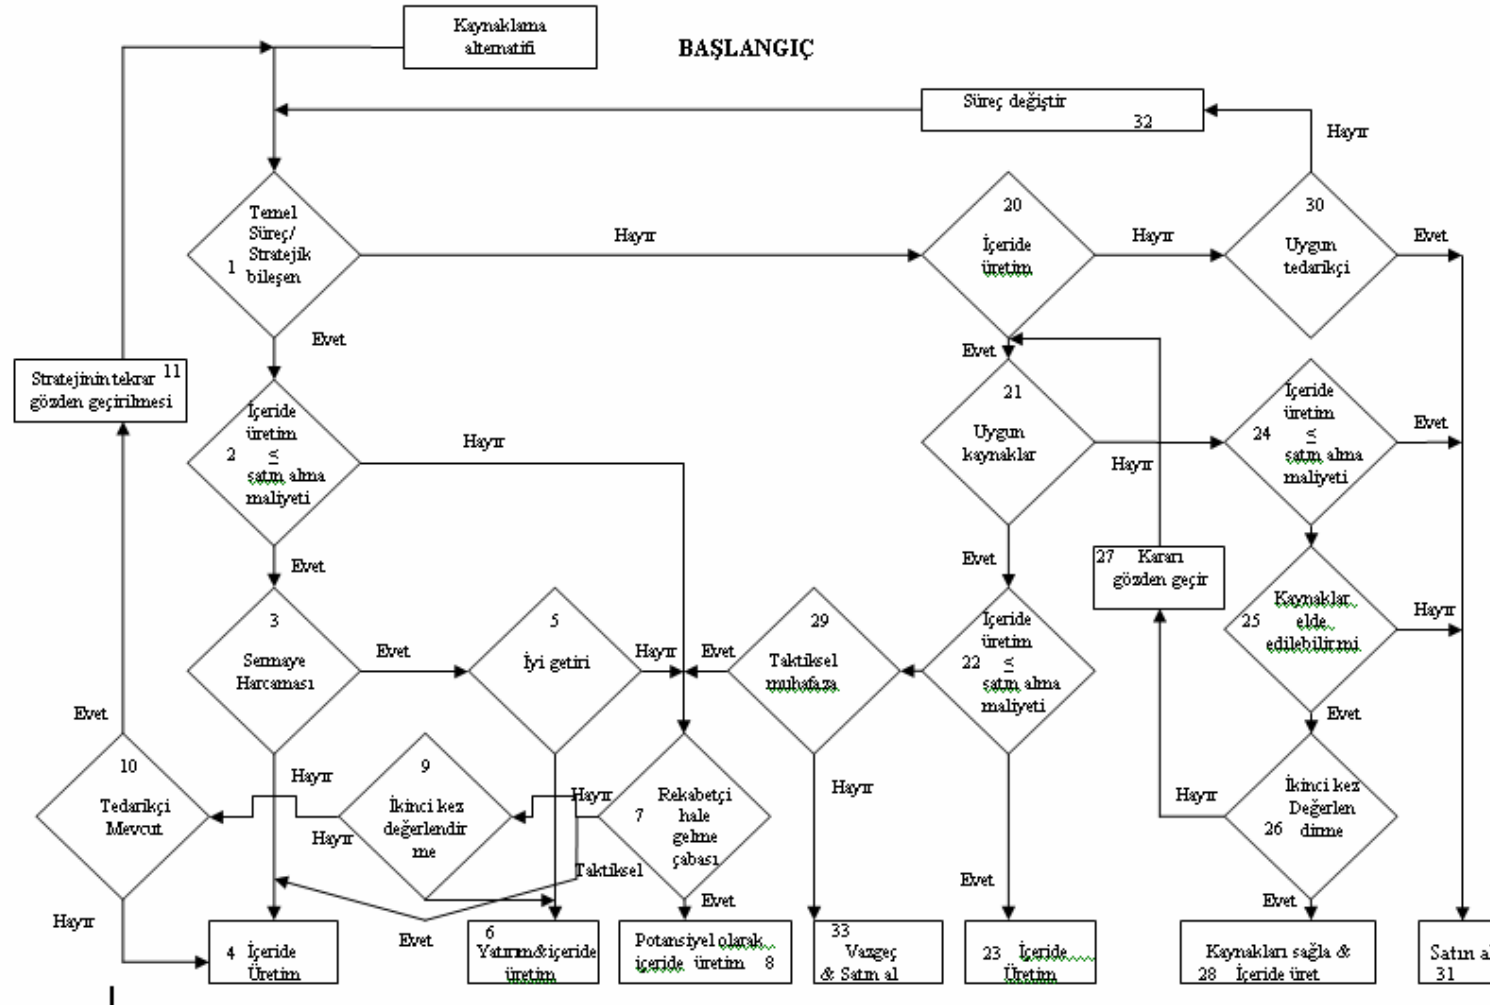 Kaynaklama
alternatifi
BAŞLANGIÇ
Süreç değiştir
32
Hayır
Temel
Süreç/
Stratejik
1 bileşen
Hayır
20
İçeride
üretim
Hayır
30
Uygun
tedarikçi
Evet
Evet
Stratejinin tekrar 11
gözden geçirilmesi
İçeride
üretim
2 ≤
satın alma
maliyeti
Hayır
Evet
21
Uygun
kaynaklar
Hayır
İçeride
üretim
24 ≤
satın alma
maliyeti
Evet
Evet
3
Sermaye
Harcaması
Evet
5
İyi getiri
Hayır
Evet
29
Taktiksel
muhafaza
Evet
İçeride
üretim
22 ≤
satın alma
maliyeti
27 Kararı
gözden geçir
Kaynaklar
25 elde
edilebilir mi
Hayır
Evet
Evet
10
Tedarikçi
Mevcut
Hayır
9
İkinci kez
değerlendir
me
Hayır
Hayır
Rekabetçi
7 hale
gelme
çabası
Taktiksel
Hayır
Hayır
İkinci kez
Değerlen
26 dirme
Hayır
Evet
Evet
Evet
Evet
4 İçeride
Üretim
6
Yatırım&içeride
üretim
Potansiyel olarak
içeride üretim 8
33
Vazgeç
& Satın al
23 İçeride
Üretim
Kaynakları sağla &
28 İçeride üret
Satın al
31